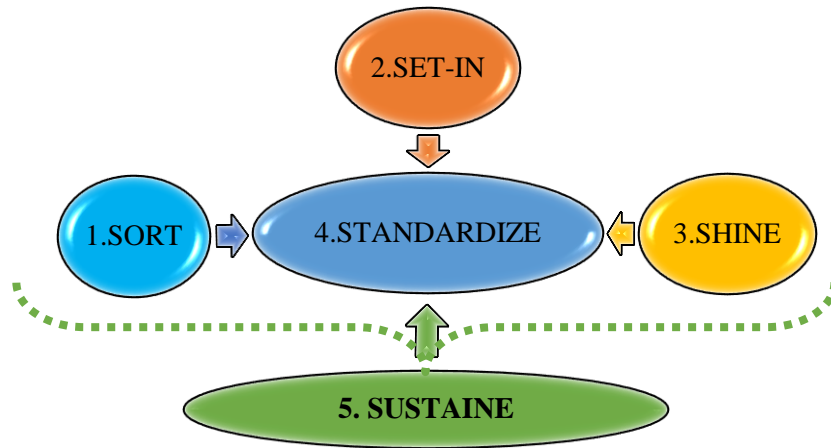 2.SET-IN
1.SORT
4.STANDARDIZE
3.SHINE
5. SUSTAINE